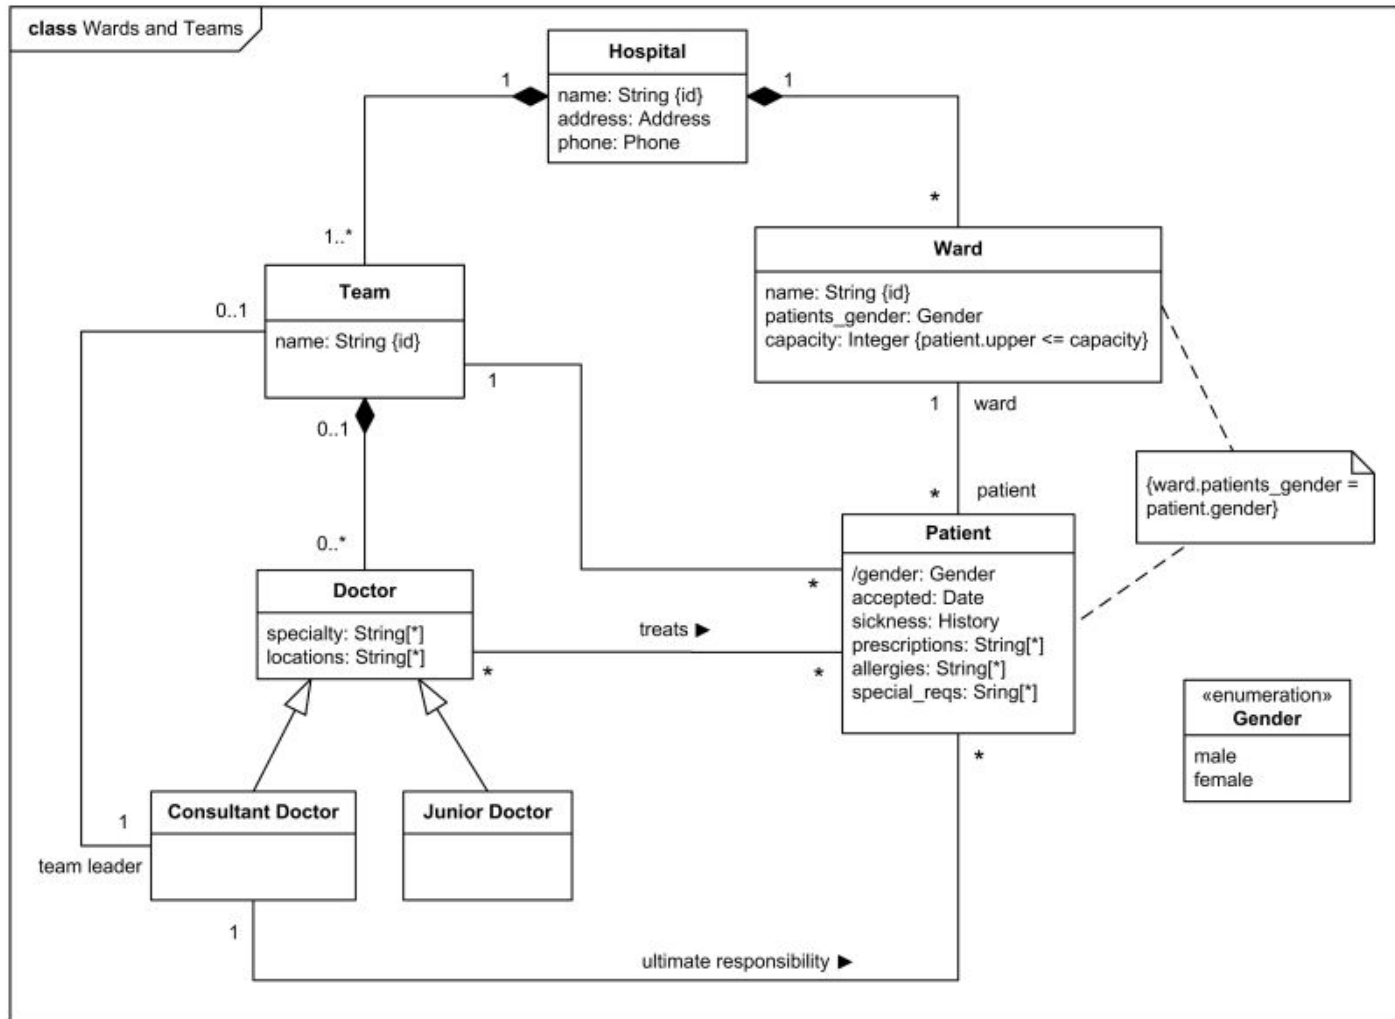 class Wards and Teams
Hospital
name: String {id}
address: Address
phone: Phone
1
1
1..*
*
Team
name: String {id}
Ward
name: String {id}
patients_gender: Gender
capacity: Integer {patient.upper <= capacity}
0..1
1
0..1
1
ward
{ward.patients_gender =
patient.gender}
*
patient
0..*
Doctor
specialty: String[*]
locations: String[*]
Patient
/gender: Gender
accepted: Date
sickness: History
prescriptions: String[*]
allergies: String[*]
special_reqs: Sring[*]
*
treats ►
*
*
*
«enumeration»
Gender
male
female
Consultant Doctor
Junior Doctor
1
team leader
1
ultimate responsibility ►